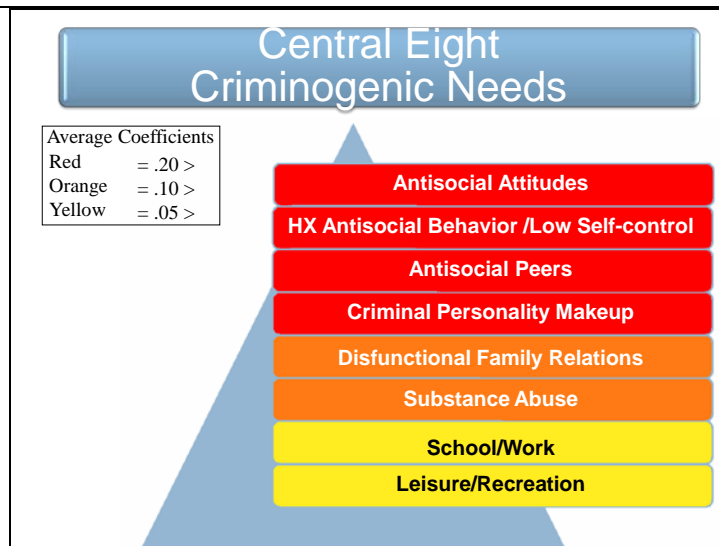 Central Eight
Criminogenic Needs
Average Coefficients
Red = .20 >
Orange = .10 >
Yellow = .05 >
Antisocial Attitudes
HX Antisocial Behavior /Low Self-control
Antisocial Peers
Criminal Personality Makeup
Disfunctional Family Relations
Substance Abuse
School/Work
Leisure/Recreation